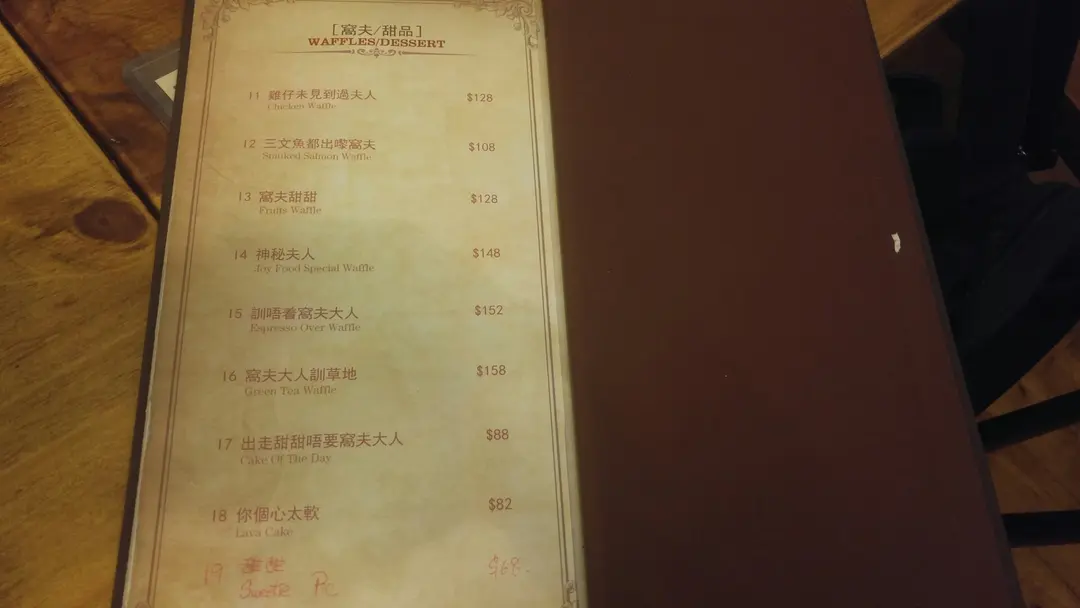 [窩夫/甜品]
WAFFLES/DESSERT
11 雞仔未見到過夫人 $128
Chicken Waffle
12 三文魚都出嚟窩夫 $108
Smoked Salmon Waffle
13 窩夫甜甜 $128
Fruits Waffle
14 神秘夫人 $148
Joy Food Special Waffle
15 訓唔着窩夫大人 $152
Espresso Over Waffle
16 窩夫大人訓草地 $158
Green Tea Waffle
17 出走甜甜唔要窩夫大人 $88
Cake Of The Day
18 你個心太軟 $82
Lava Cake
19 $68